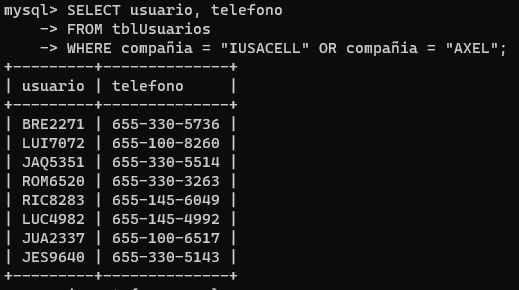 mysql> SELECT usuario, telefono
    -> FROM tblUsuarios
    -> WHERE compañia = "IUSACELL" OR compañia = "AXEL";
+---------+--------------+
| usuario | telefono     |
+---------+--------------+
| BRE2271 | 655-330-5736 |
| LUI7072 | 655-100-8260 |
| JAQ5351 | 655-330-5514 |
| ROM6520 | 655-330-3263 |
| RIC8283 | 655-145-6049 |
| LUC4982 | 655-145-4992 |
| JUA2337 | 655-100-6517 |
| JES9640 | 655-330-5143 |
+---------+--------------+